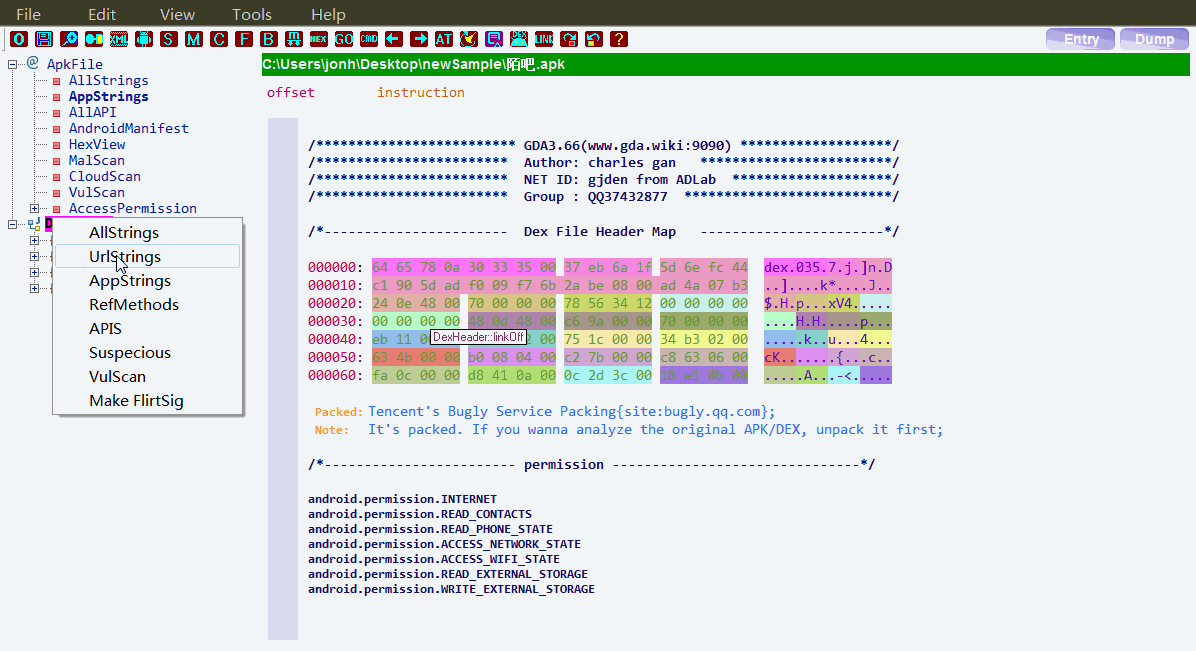 File Edit View Tools Help
O XML S M C F B HEX GO CMD AT DEX LINK ? Entry Dump
ApkFile
AllStrings
AppStrings
AllAPI
AndroidManifest
HexView
MalScan
CloudScan
VulScan
AccessPermission
D
AllStrings
UrlStrings
AppStrings
RefMethods
APIS
Suspecious
VulScan
Make FlirtSig
C:\Users\jonh\Desktop\newSample\陌吧.apk
offset instruction
/************************* GDA3.66(www.gda.wiki:9090) *******************/
/************************ Author: charles gan ************************/
/************************ NET ID: gjden from ADLab ********************/
/************************ Group : QQ37432877 **************************/
/*----------------------- Dex File Header Map -----------------------*/
000000: 64 65 78 0a 30 33 35 00 37 eb 6a 1f 5d 6e fc 44 dex.035.7.j.]n.D
000010: c1 90 5d ad f0 09 f7 6b 2a be 08 00 ad 4a 07 b3 ..]....k*....J..
000020: 24 0e 48 00 70 00 00 00 78 56 34 12 00 00 00 00 $.H.p...xV4.....
000030: 00 00 00 00 48 0d 48 00 c6 9a 00 00 70 00 00 00 ....H.H.....p...
000040: eb 11 00 75 1c 00 00 34 b3 02 00 .....k..u...4...
DexHeader::linkOff
000050: 63 4b 00 00 b0 08 04 00 c2 7b 00 00 c8 63 06 00 cK.......{...c..
000060: fa 0c 00 00 d8 41 0a 00 0c 2d 3c 00 18 e1 0b 00 .....A...-<.....
Packed: Tencent's Bugly Service Packing{site:bugly.qq.com};
Note: It's packed. If you wanna analyze the original APK/DEX, unpack it first;
/*------------------------ permission -------------------------------*/
android.permission.INTERNET
android.permission.READ_CONTACTS
android.permission.READ_PHONE_STATE
android.permission.ACCESS_NETWORK_STATE
android.permission.ACCESS_WIFI_STATE
android.permission.READ_EXTERNAL_STORAGE
android.permission.WRITE_EXTERNAL_STORAGE